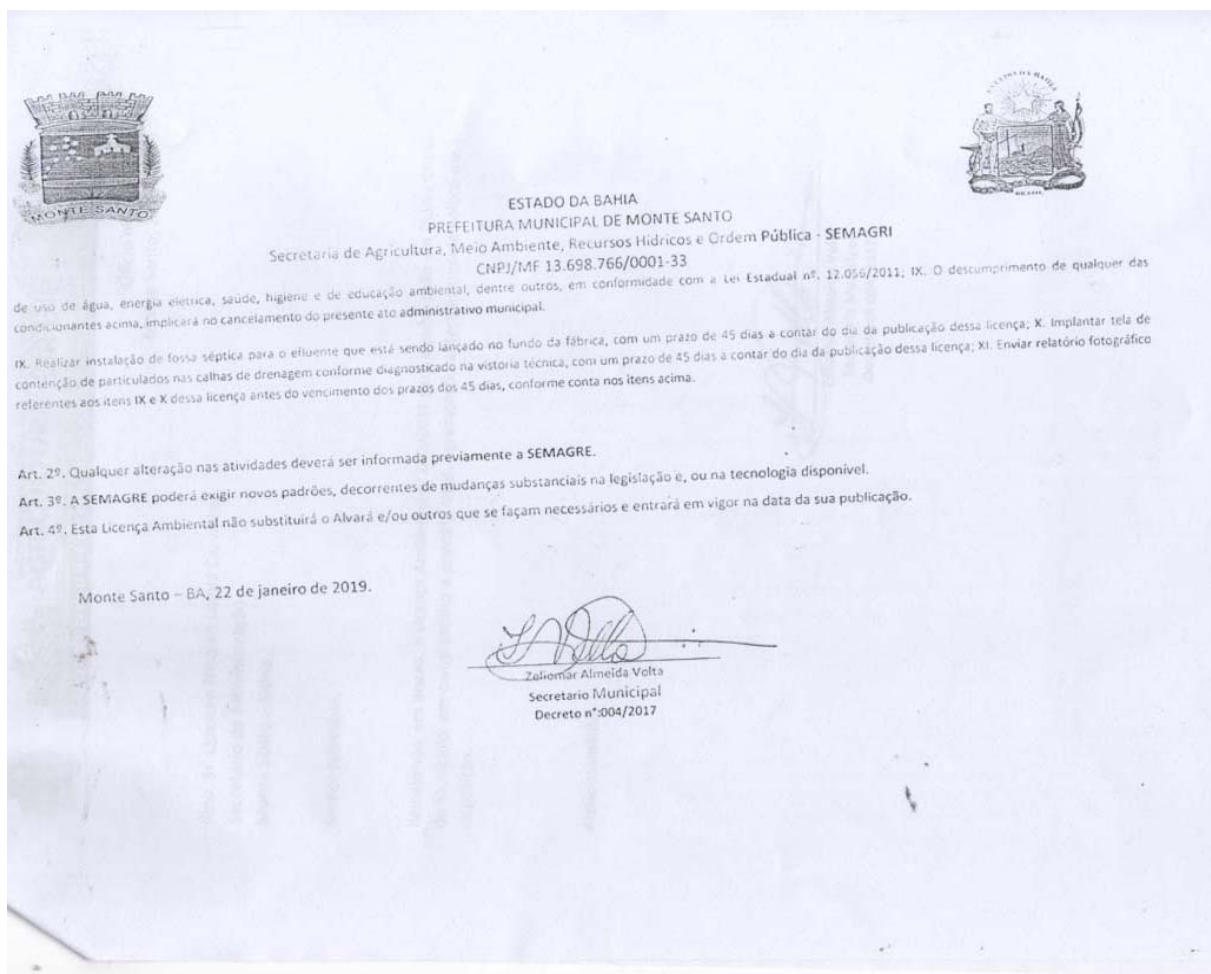 MONTE SANTO
ESTADO DA BAHIA
BRASIL
ESTADO DA BAHIA
PREFEITURA MUNICIPAL DE MONTE SANTO
Secretaria de Agricultura, Meio Ambiente, Recursos Hídricos e Ordem Pública - SEMAGRI
CNPJ/MF 13.698.766/0001-33
de uso de água, energia elétrica, saúde, higiene e de educação ambiental, dentre outros, em conformidade com a Lei Estadual nº. 12.056/2011; IX. O descumprimento de qualquer das
condicionantes acima, implicará no cancelamento do presente ato administrativo municipal.
IX. Realizar instalação de fossa séptica para o efluente que está sendo lançado no fundo da fábrica, com um prazo de 45 dias a contar do dia da publicação dessa licença; X. Implantar tela de
contenção de particulados nas calhas de drenagem conforme diagnosticado na vistoria técnica, com um prazo de 45 dias a contar do dia da publicação dessa licença; XI. Enviar relatório fotográfico
referentes aos itens IX e X dessa licença antes do vencimento dos prazos dos 45 dias, conforme conta nos itens acima.
Art. 2º. Qualquer alteração nas atividades deverá ser informada previamente a SEMAGRE.
Art. 3º. A SEMAGRE poderá exigir novos padrões, decorrentes de mudanças substanciais na legislação e, ou na tecnologia disponível.
Art. 4º. Esta Licença Ambiental não substituirá o Alvará e/ou outros que se façam necessários e entrará em vigor na data da sua publicação.
Monte Santo – BA, 22 de janeiro de 2019.
Zeliomar Almeida Volta
Secretario Municipal
Decreto n°:004/2017